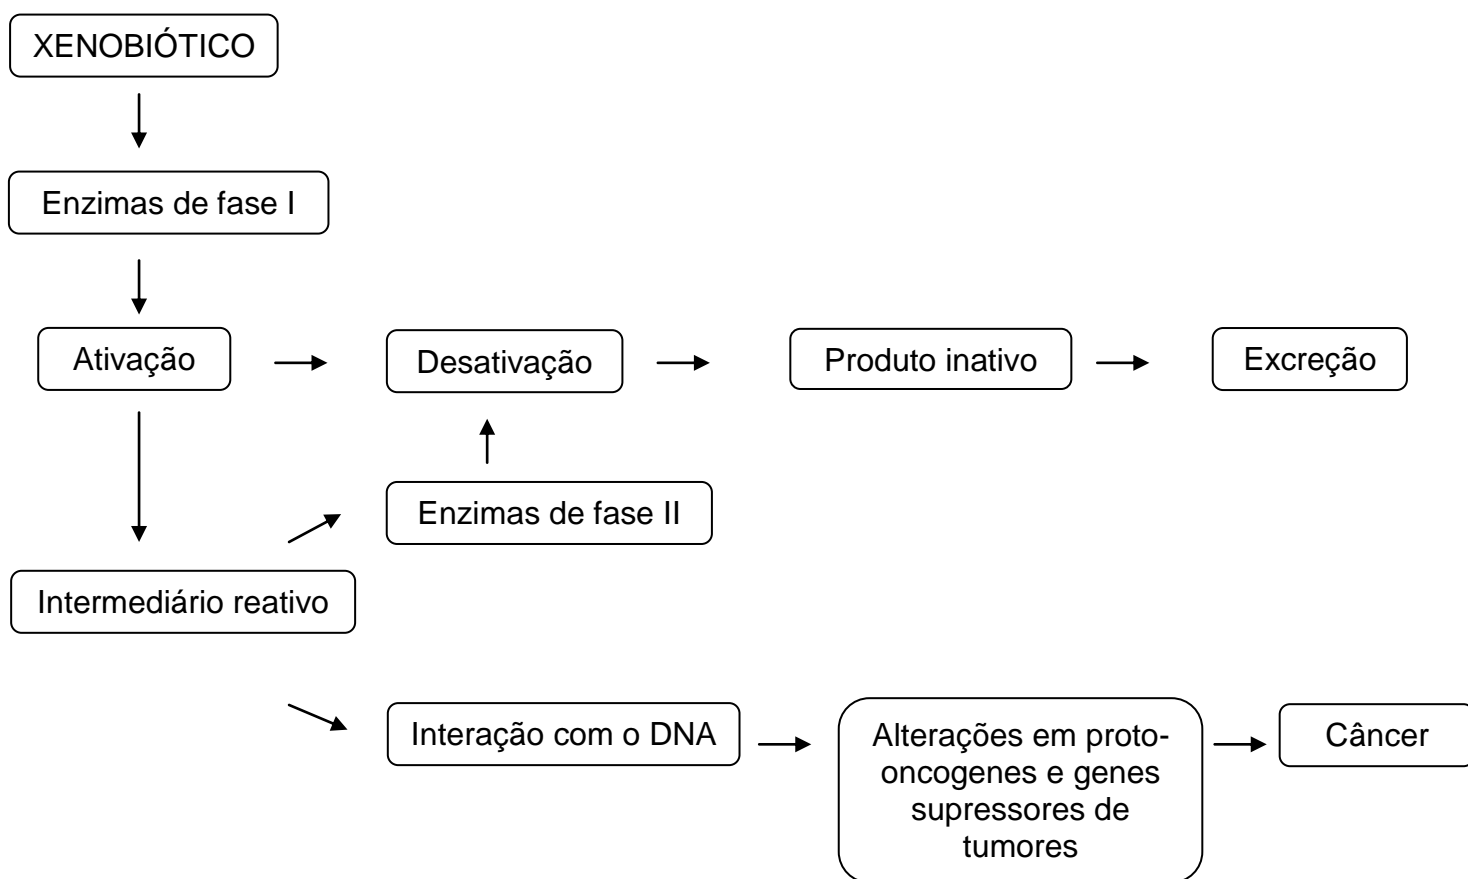 XENOBIÓTICO
Enzimas de fase I
Ativação
Desativação
Produto inativo
Excreção
Enzimas de fase II
Intermediário reativo
Interação com o DNA
Alterações em proto-
oncogenes e genes
supressores de
tumores
Câncer